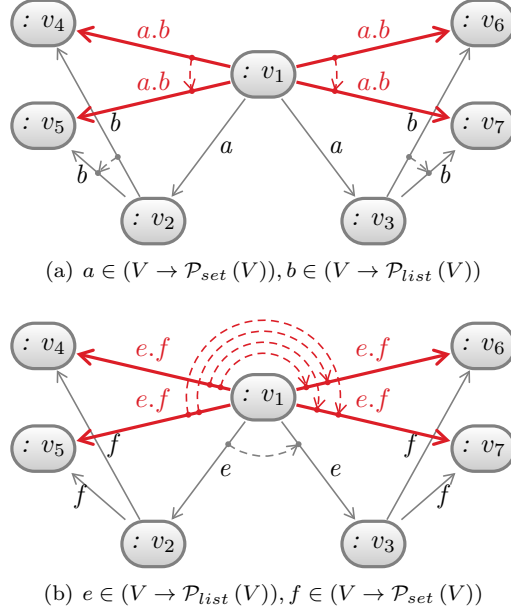 : v₄ a.b a.b : v₆
: v₁
a.b a.b
: v₅ b b : v₇
a a
b b
: v₂ : v₃
(a) a ∈ (V → 𝒫set (V)), b ∈ (V → 𝒫list (V))
: v₄ e.f e.f : v₆
: v₁
e.f e.f
: v₅ f f : v₇
e e
f f
: v₂ : v₃
(b) e ∈ (V → 𝒫list (V)), f ∈ (V → 𝒫set (V))